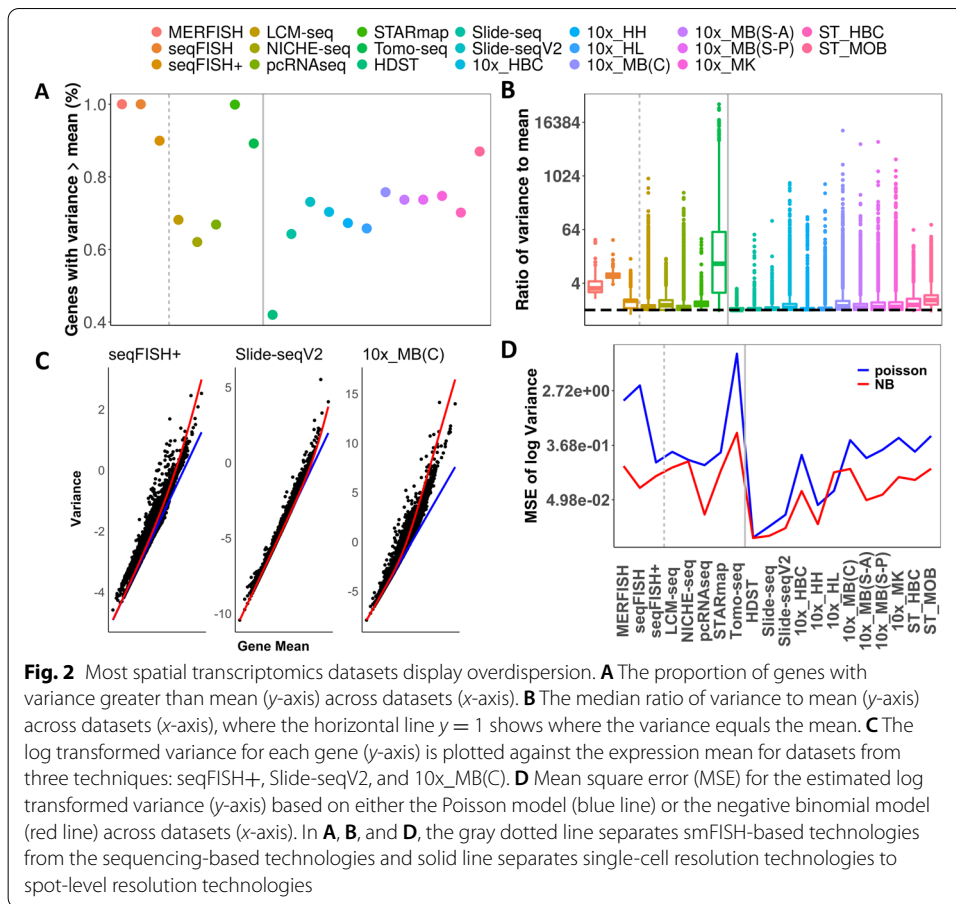 MERFISH LCM-seq STARmap Slide-seq 10x_HH 10x_MB(S-A) ST_HBC
seqFISH NICHE-seq Tomo-seq Slide-seqV2 10x_HL 10x_MB(S-P) ST_MOB
seqFISH+ pcRNAseq HDST 10x_HBC 10x_MB(C) 10x_MK
A
Genes with variance > mean (%)
1.0
0.8
0.6
0.4
B
Ratio of variance to mean
16384
1024
64
4
C
seqFISH+ Slide-seqV2 10x_MB(C)
Variance
2
0
-2
-4
5
0
-5
-10
15
10
5
0
-5
Gene Mean
D
poisson
NB
MSE of log Variance
2.72e+00
3.68e-01
4.98e-02
MERFISH
seqFISH
seqFISH+
LCM-seq
NICHE-seq
pcRNAseq
STARmap
Tomo-seq
HDST
Slide-seq
Slide-seqV2
10x_HBC
10x_HH
10x_HL
10x_MB(C)
10x_MB(S-A)
10x_MB(S-P)
10x_MK
ST_HBC
ST_MOB
Fig. 2 Most spatial transcriptomics datasets display overdispersion. A The proportion of genes with
variance greater than mean (y-axis) across datasets (x-axis). B The median ratio of variance to mean (y-axis)
across datasets (x-axis), where the horizontal line y = 1 shows where the variance equals the mean. C The
log transformed variance for each gene (y-axis) is plotted against the expression mean for datasets from
three techniques: seqFISH+, Slide-seqV2, and 10x_MB(C). D Mean square error (MSE) for the estimated log
transformed variance (y-axis) based on either the Poisson model (blue line) or the negative binomial model
(red line) across datasets (x-axis). In A, B, and D, the gray dotted line separates smFISH-based technologies
from the sequencing-based technologies and solid line separates single-cell resolution technologies to
spot-level resolution technologies